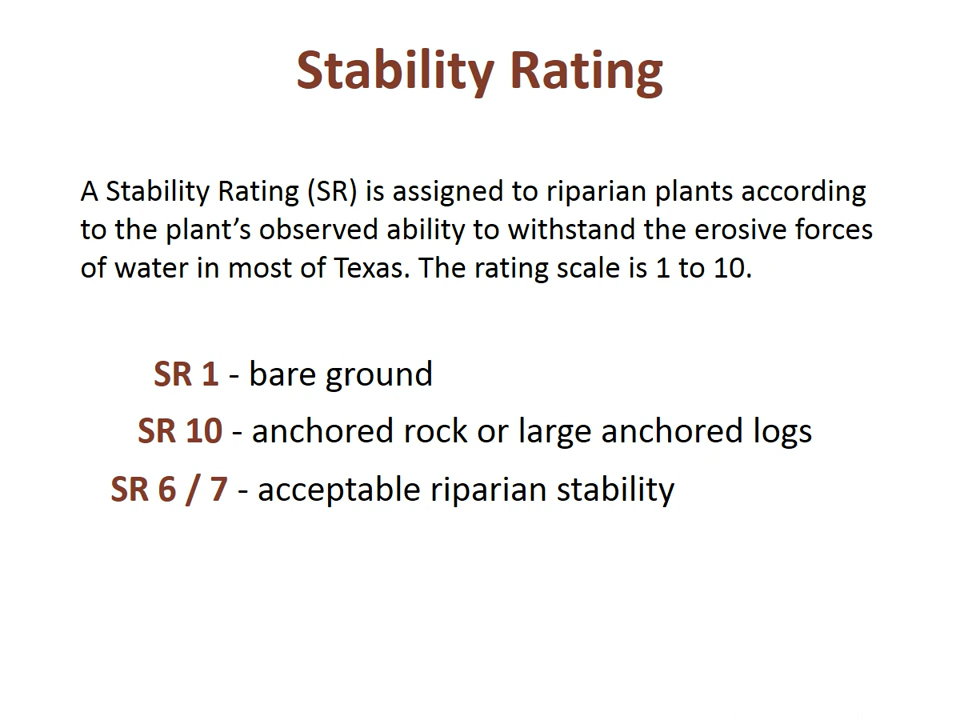 Stability Rating
A Stability Rating (SR) is assigned to riparian plants according
to the plant’s observed ability to withstand the erosive forces
of water in most of Texas. The rating scale is 1 to 10.
SR 1 - bare ground
SR 10 - anchored rock or large anchored logs
SR 6 / 7 - acceptable riparian stability